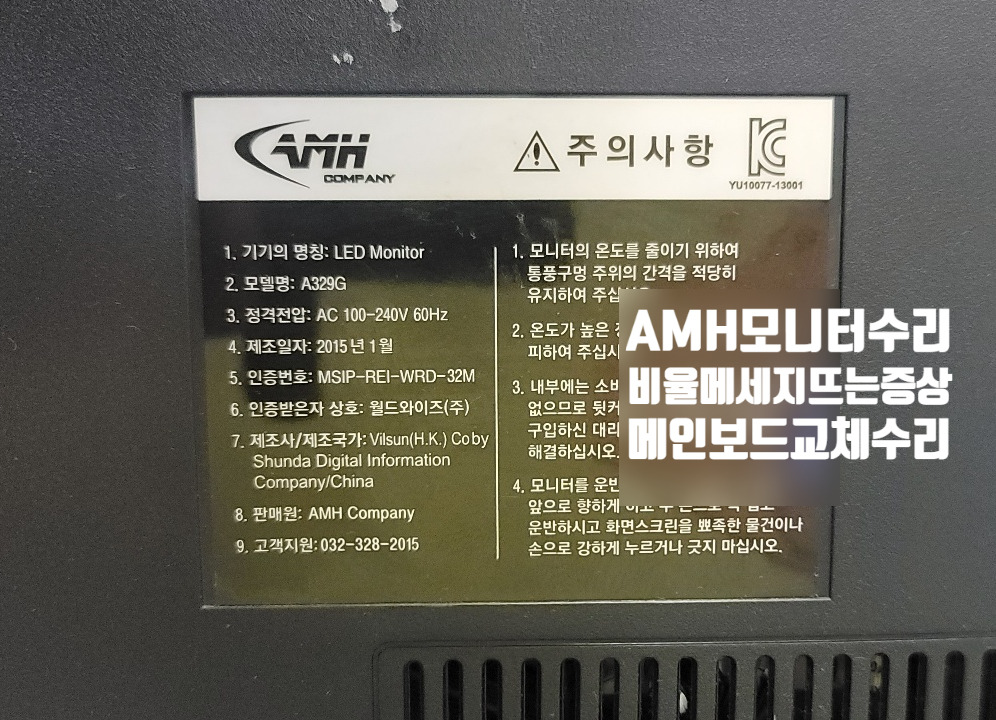 AMH
COMPANY
주의사항
YU10077-13001
1. 기기의 명칭: LED Monitor
2. 모델명: A329G
3. 정격전압: AC 100-240V 60Hz
4. 제조일자: 2015년 1월
5. 인증번호: MSIP-REI-WRD-32M
6. 인증받은자 상호: 월드와이즈(주)
7. 제조사/제조국가: Vilsun(H.K.) Co by
Shunda Digital Information
Company/China
8. 판매원: AMH Company
9. 고객지원: 032-328-2015
1. 모니터의 온도를 줄이기 위하여
통풍구멍 주위의 간격을 적당히
유지하여
2. 온도가 높은
피하여 주십시
3. 내부에는
없으므로
구입하신
해결하십시오.
4. 모니터를 운반
앞으로 향하게
운반하시고 화면스크린을 뾰족한 물건이나
손으로 강하게 누르거나 긋지 마십시오.
AMH모니터수리
비율메세지뜨는증상
메인보드교체수리